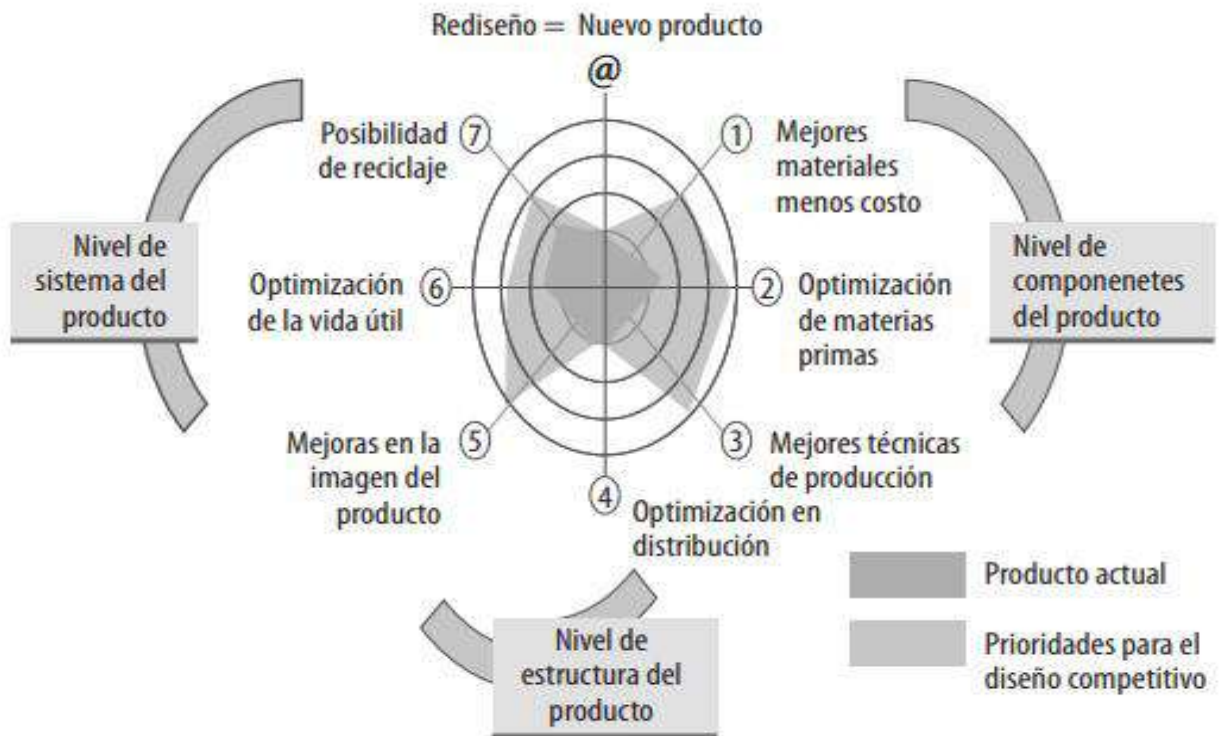 Rediseño = Nuevo producto
@
Posibilidad
de reciclaje
7
1
Mejores
materiales
menos costo
Nivel de
sistema del
producto
Optimización
de la vida útil
6
2
Optimización
de materias
primas
Nivel de
componenetes
del producto
Mejoras en la
imagen del
producto
5
3
Mejores técnicas
de producción
4
Optimización en
distribución
Nivel de
estructura del
producto
Producto actual
Prioridades para el
diseño competitivo